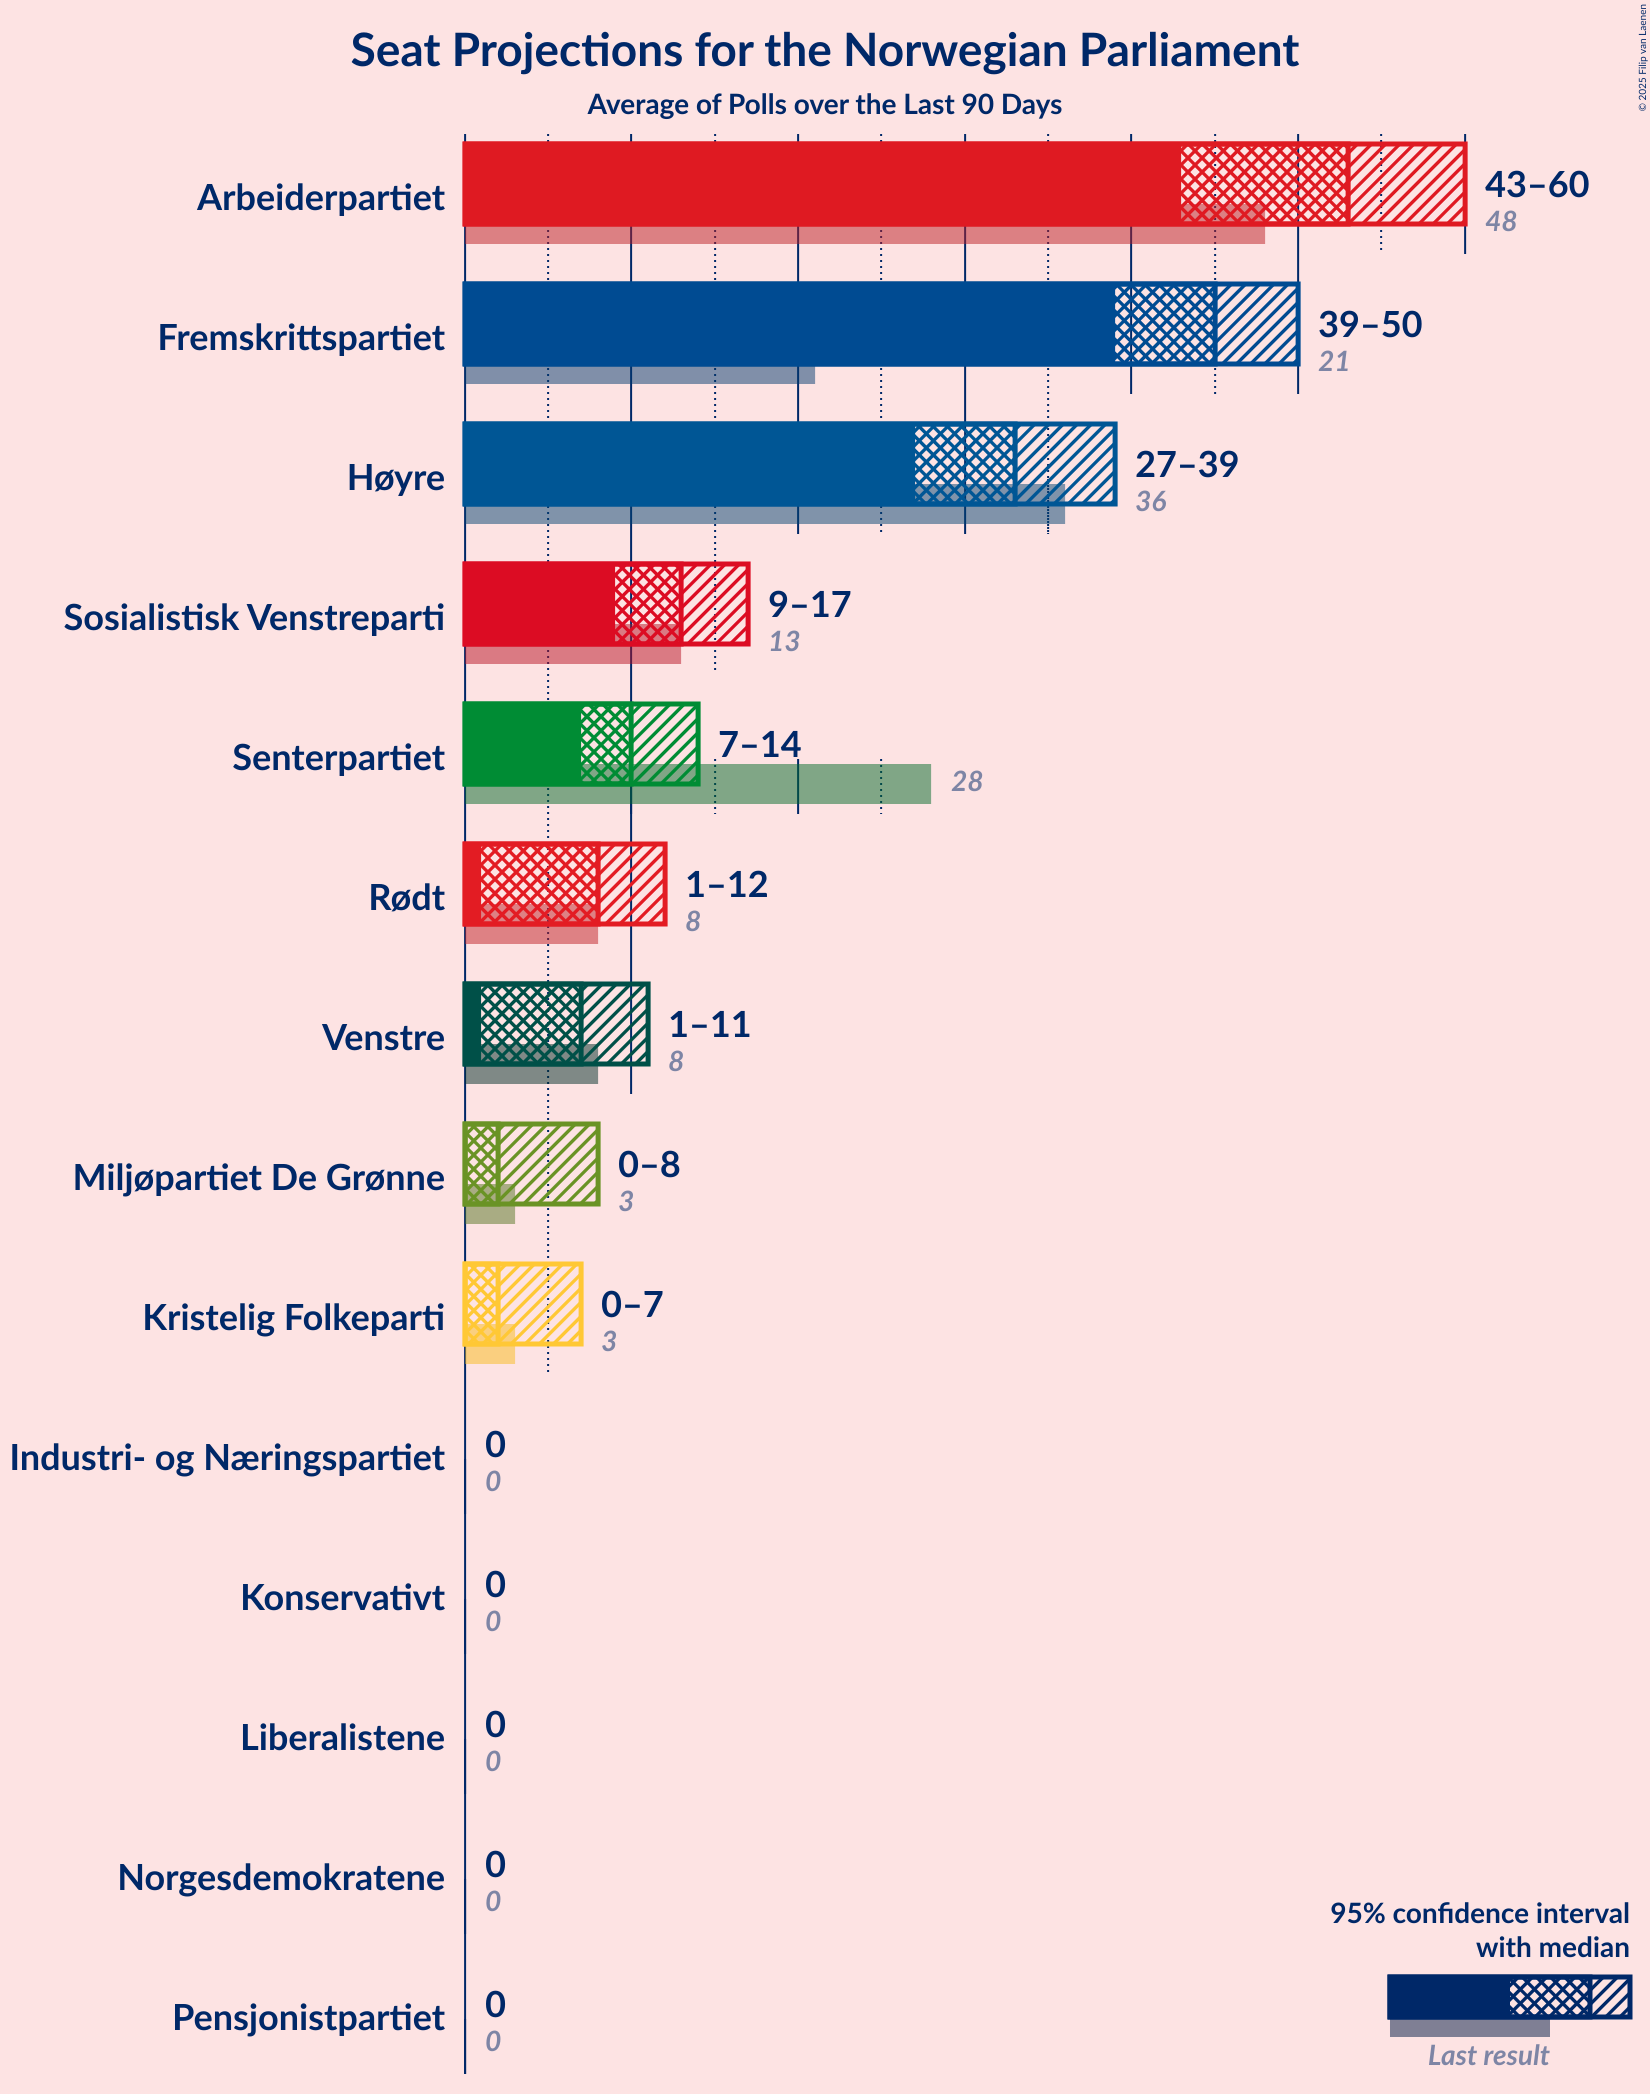 Seat Projections for the Norwegian Parliament
Average of Polls over the Last 90 Days
© 2025 Filip van Laenen
Arbeiderpartiet
43–60
48
Fremskrittspartiet
39–50
21
Høyre
27–39
36
Sosialistisk Venstreparti
9–17
13
Senterpartiet
7–14
28
Rødt
1–12
8
Venstre
1–11
8
Miljøpartiet De Grønne
0–8
3
Kristelig Folkeparti
0–7
3
Industri- og Næringspartiet
0
0
Konservativt
0
0
Liberalistene
0
0
Norgesdemokratene
0
0
Pensjonistpartiet
0
0
95% confidence interval
with median
Last result